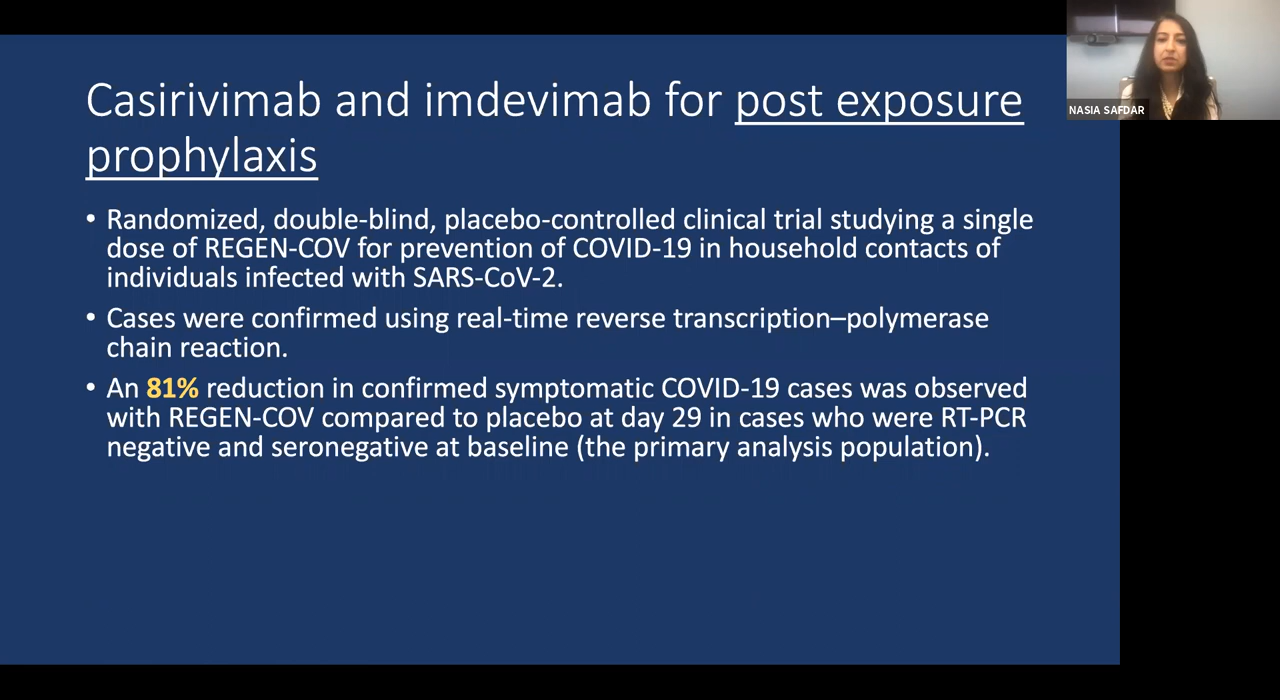 Casirivimab and imdevimab for post exposure
prophylaxis
• Randomized, double-blind, placebo-controlled clinical trial studying a single
dose of REGEN-COV for prevention of COVID-19 in household contacts of
individuals infected with SARS-CoV-2.
• Cases were confirmed using real-time reverse transcription–polymerase
chain reaction.
• An 81% reduction in confirmed symptomatic COVID-19 cases was observed
with REGEN-COV compared to placebo at day 29 in cases who were RT-PCR
negative and seronegative at baseline (the primary analysis population).
NASIA SAFDAR